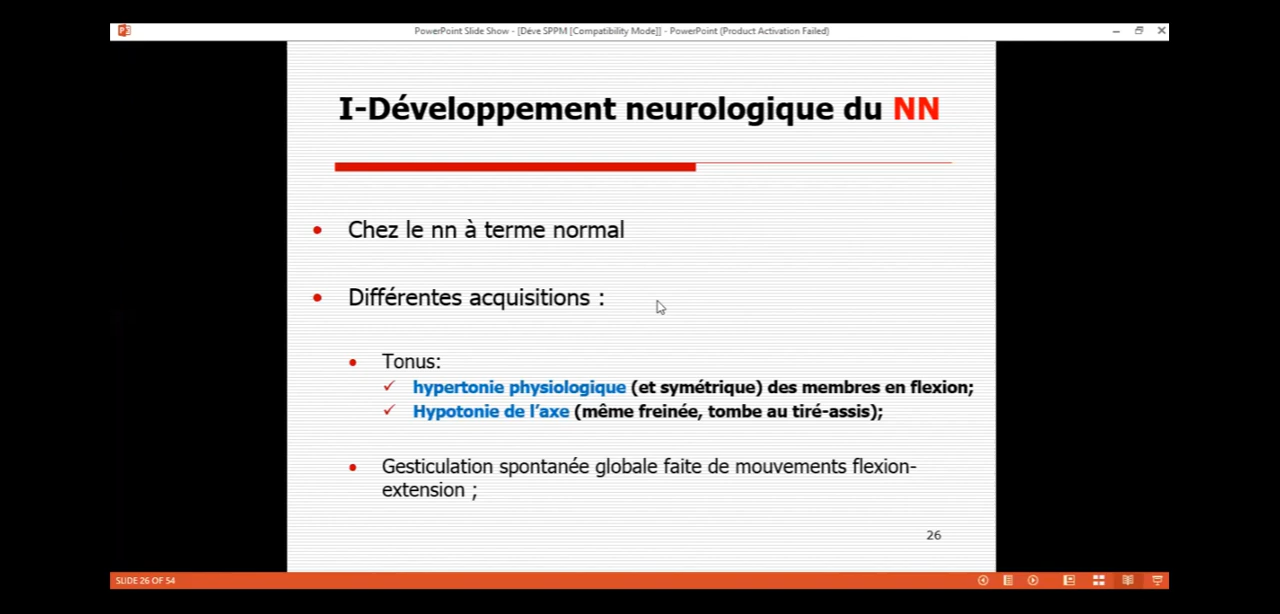 PowerPoint Slide Show - [Déve SPPM [Compatibility Mode]] - PowerPoint (Product Activation Failed)
I-Développement neurologique du NN
Chez le nn à terme normal
Différentes acquisitions :
Tonus:
hypertonie physiologique (et symétrique) des membres en flexion;
Hypotonie de l’axe (même freinée, tombe au tiré-assis);
Gesticulation spontanée globale faite de mouvements flexion-
extension ;
26
SLIDE 26 OF 54